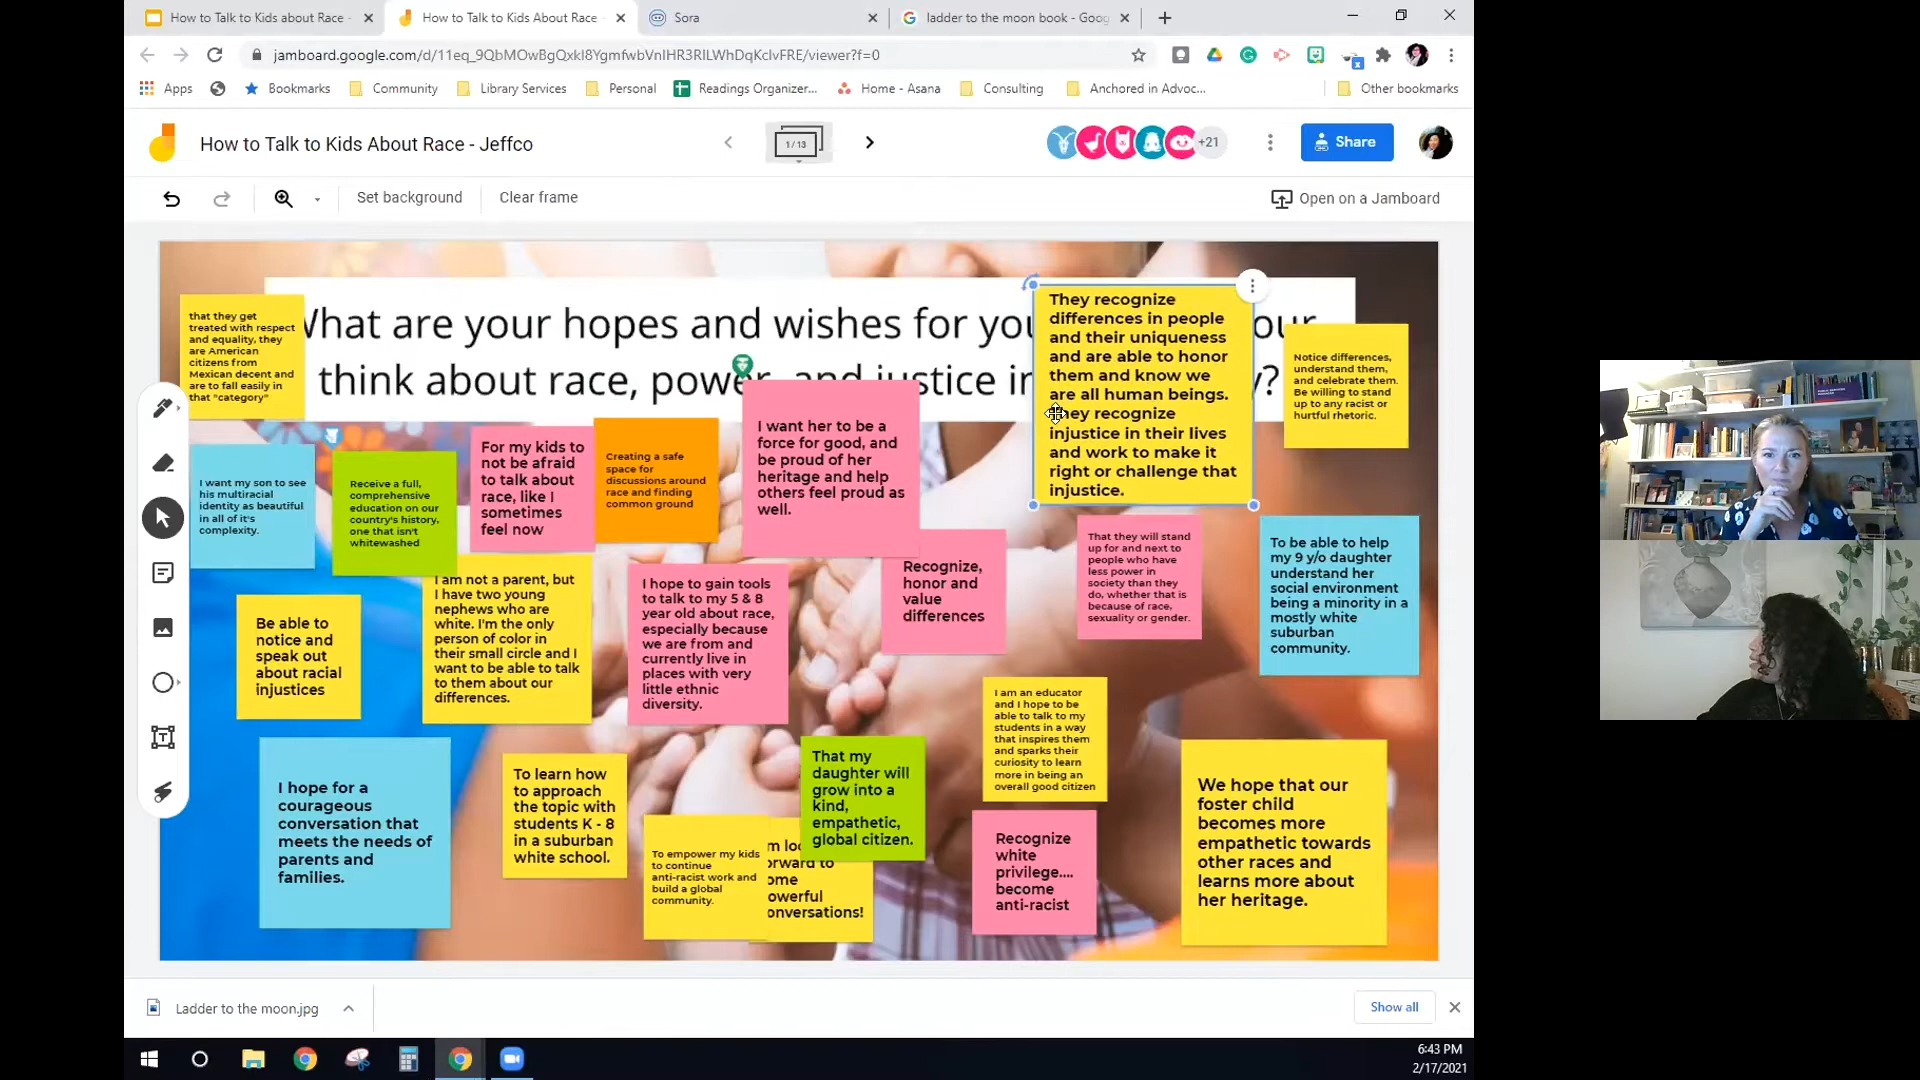 How to Talk to Kids about Race -
How to Talk to Kids About Race
Sora
ladder to the moon book - Goog
jamboard.google.com/d/11eq_9QbMOwBgQxkI8YgmfwbVnIHR3RILWhDqKclvFRE/viewer?f=0
Apps
Bookmarks
Community
Library Services
Personal
Readings Organizer...
Home - Asana
Consulting
Anchored in Advoc...
Other bookmarks
How to Talk to Kids About Race - Jeffco
1 / 13
+21
Share
Set background
Clear frame
Open on a Jamboard
What are your hopes and wishes for
think about race, power, and justice
that they get
treated with respect
and equality, they
are American
citizens from
Mexican decent and
are to fall easily in
that "category"
They recognize
differences in people
and their uniqueness
and are able to honor
them and know we
are all human beings.
They recognize
injustice in their lives
and work to make it
right or challenge that
injustice.
Notice differences,
understand them,
and celebrate them.
Be willing to stand
up to any racist or
hurtful rhetoric.
I want my son to see
his multiracial
identity as beautiful
in all of it's
complexity.
Receive a full,
comprehensive
education on our
country's history,
one that isn't
whitewashed
For my kids to
not be afraid
to talk about
race, like I
sometimes
feel now
Creating a safe
space for
discussions around
race and finding
common ground
I want her to be a
force for good, and
be proud of her
heritage and help
others feel proud as
well.
Be able to
notice and
speak out
about racial
injustices
I am not a parent, but
I have two young
nephews who are
white. I'm the only
person of color in
their small circle and I
want to be able to talk
to them about our
differences.
I hope to gain tools
to talk to my 5 & 8
year old about race,
especially because
we are from and
currently live in
places with very
little ethnic
diversity.
Recognize,
honor and
value
differences
That they will stand
up for and next to
people who have
less power in
society than they
do, whether that is
because of race,
sexuality or gender.
To be able to help
my 9 y/o daughter
understand her
social environment
being a minority in a
mostly white
suburban
community.
I hope for a
courageous
conversation that
meets the needs of
parents and
families.
To learn how
to approach
the topic with
students K - 8
in a suburban
white school.
To empower my kids
to continue
anti-racist work and
build a global
community.
That my
daughter will
grow into a
kind,
empathetic,
global citizen.
I am an educator
and I hope to be
able to talk to my
students in a way
that inspires them
and sparks their
curiosity to learn
more in being an
overall good citizen
Recognize
white
privilege....
become
anti-racist
We hope that our
foster child
becomes more
empathetic towards
other races and
learns more about
her heritage.
Ladder to the moon.jpg
Show all
6:43 PM
2/17/2021